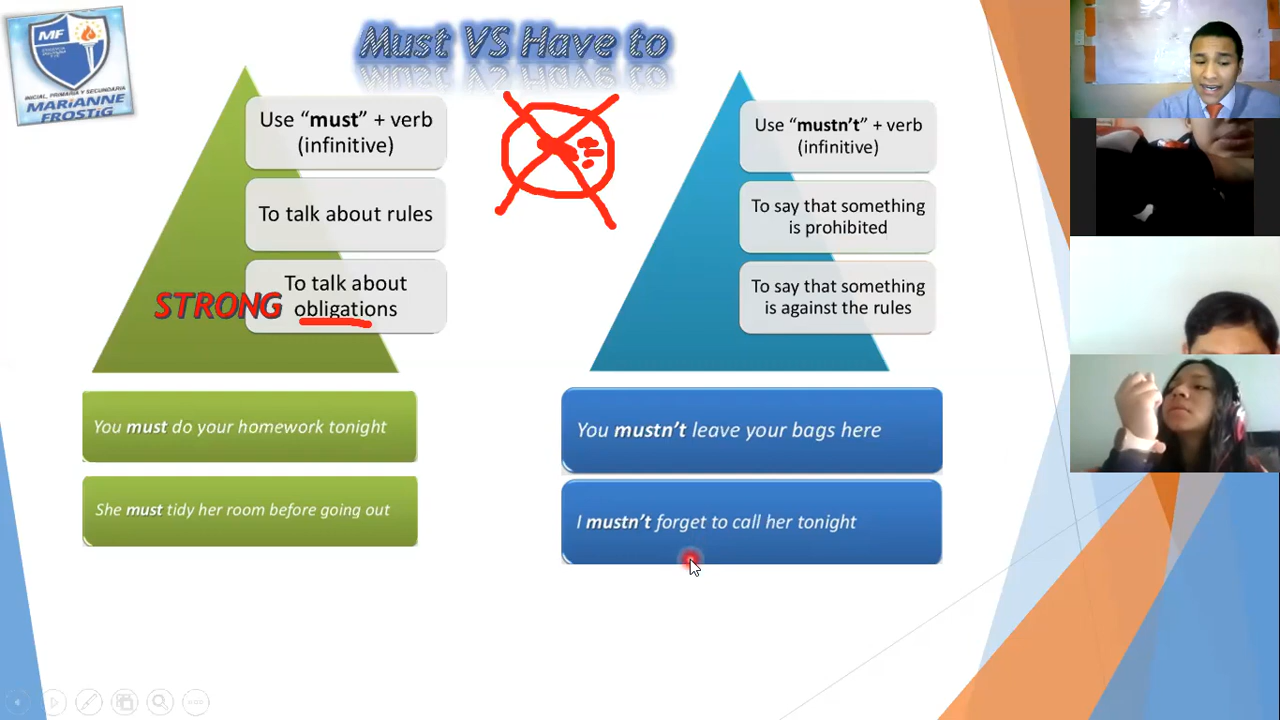 MF
INICIAL, PRIMARIA Y SECUNDARIA
MARIANNE
FROSTIG
Must VS Have to
Use “must” + verb
(infinitive)
To talk about rules
To talk about
obligations
STRONG
You must do your homework tonight
She must tidy her room before going out
Use “mustn’t” + verb
(infinitive)
To say that something
is prohibited
To say that something
is against the rules
You mustn’t leave your bags here
I mustn’t forget to call her tonight